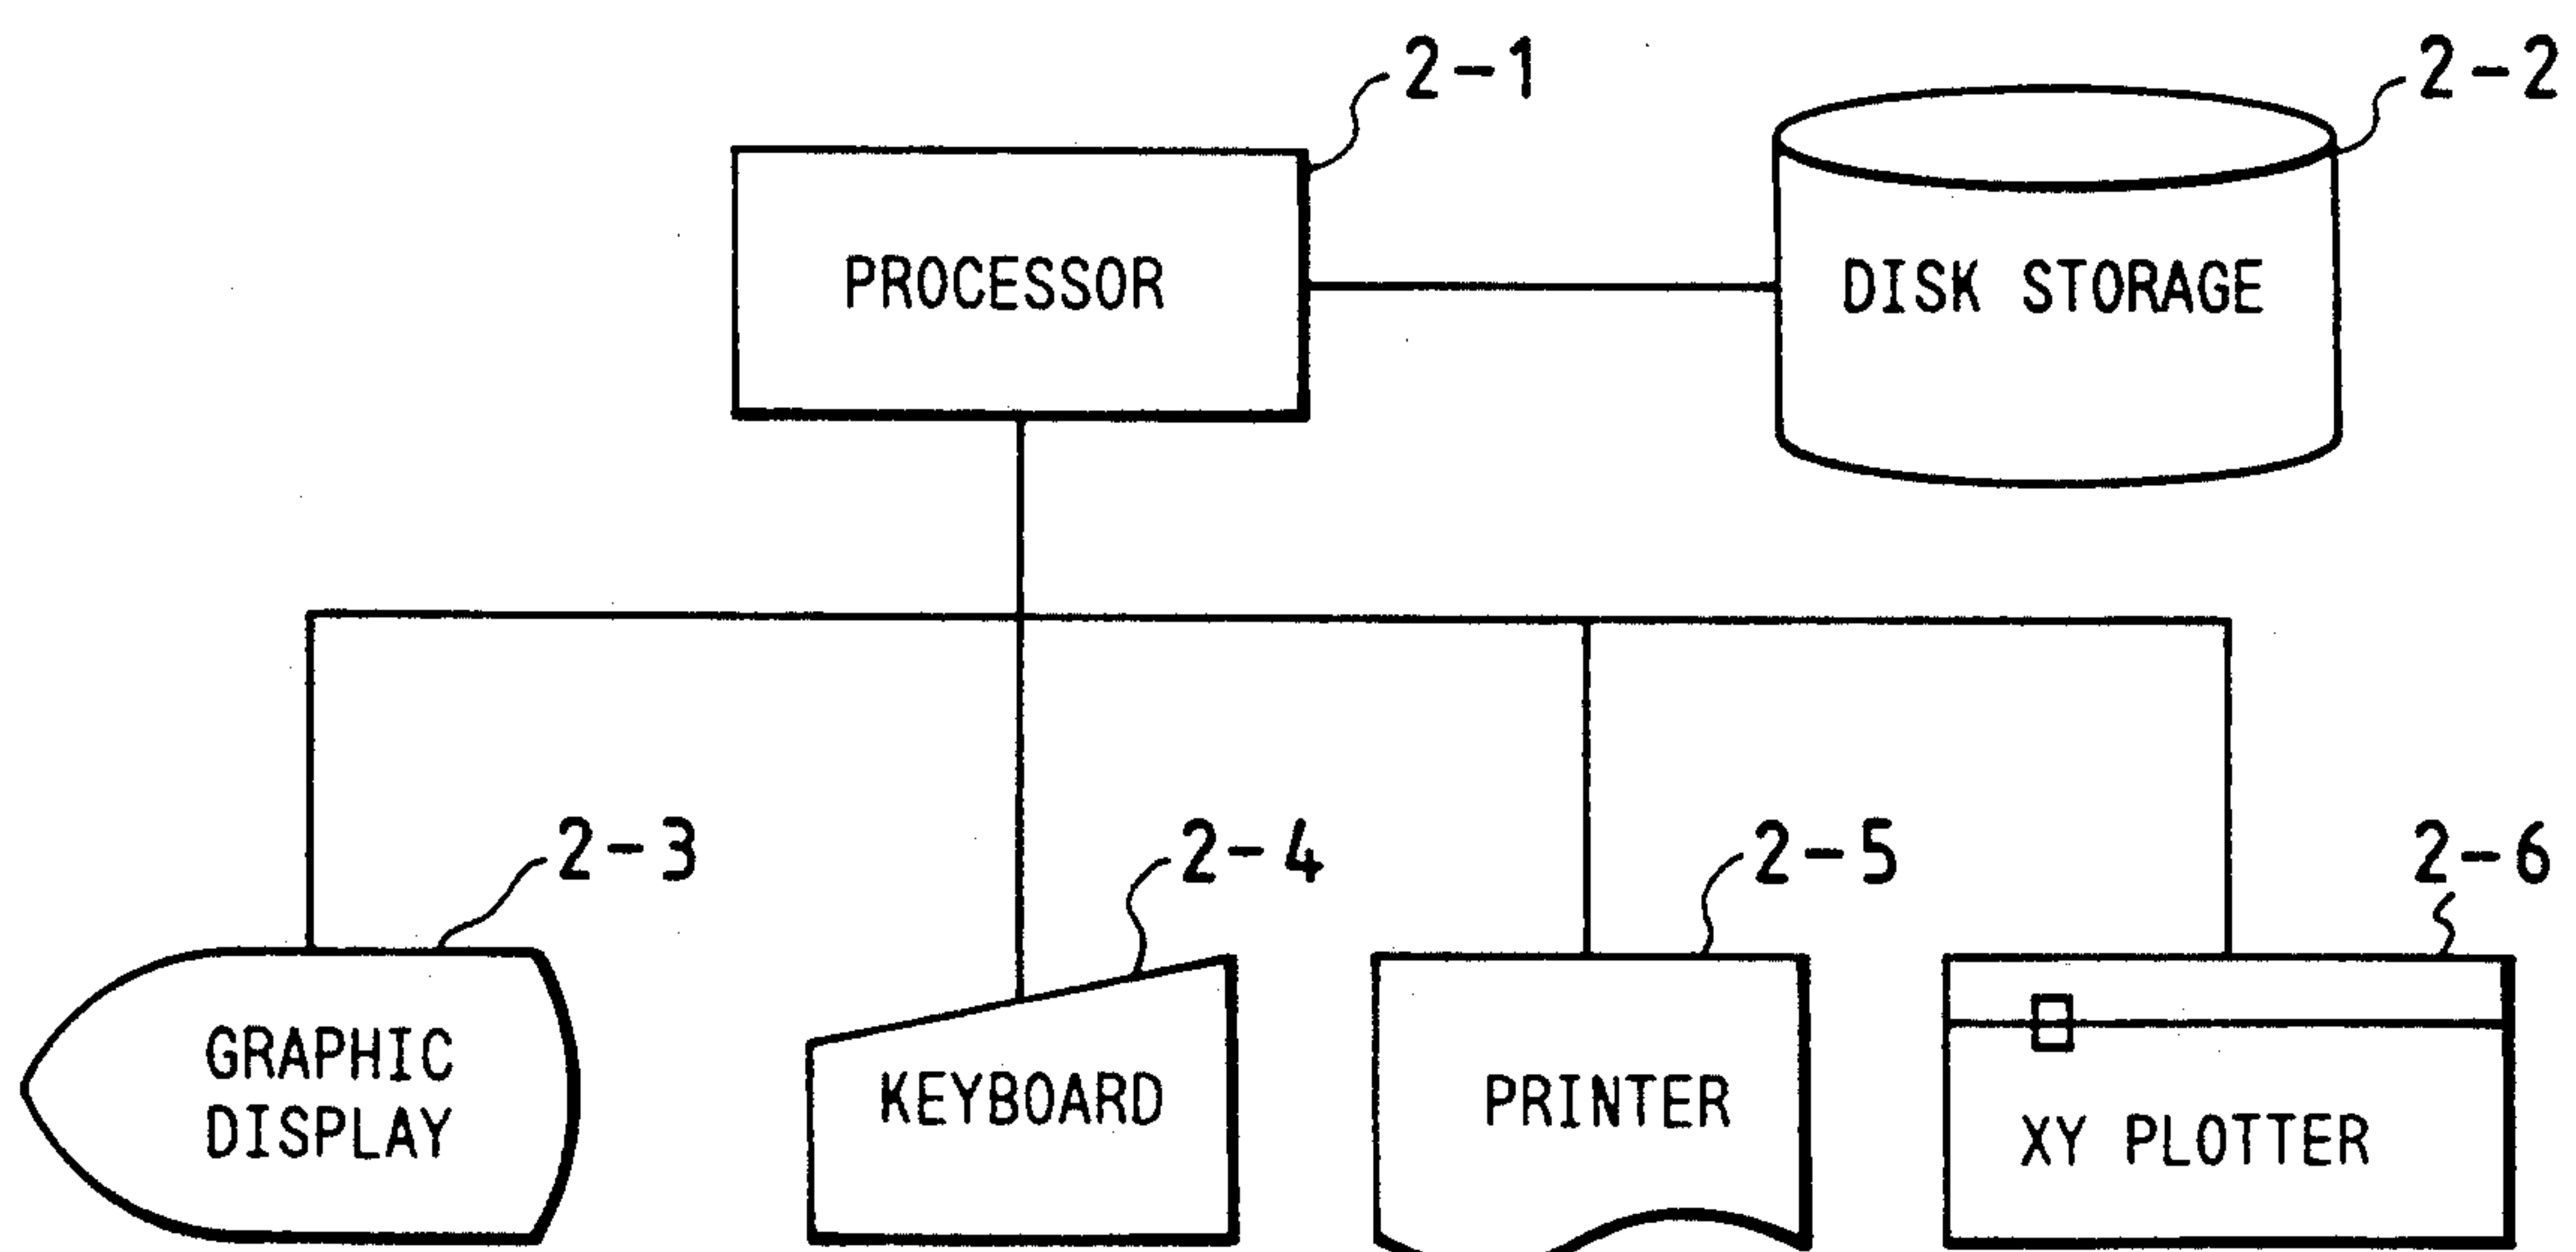 2-1
2-2
PROCESSOR
DISK STORAGE
2-3
2-4
2-5
2-6
GRAPHIC
DISPLAY
KEYBOARD
PRINTER
XY PLOTTER